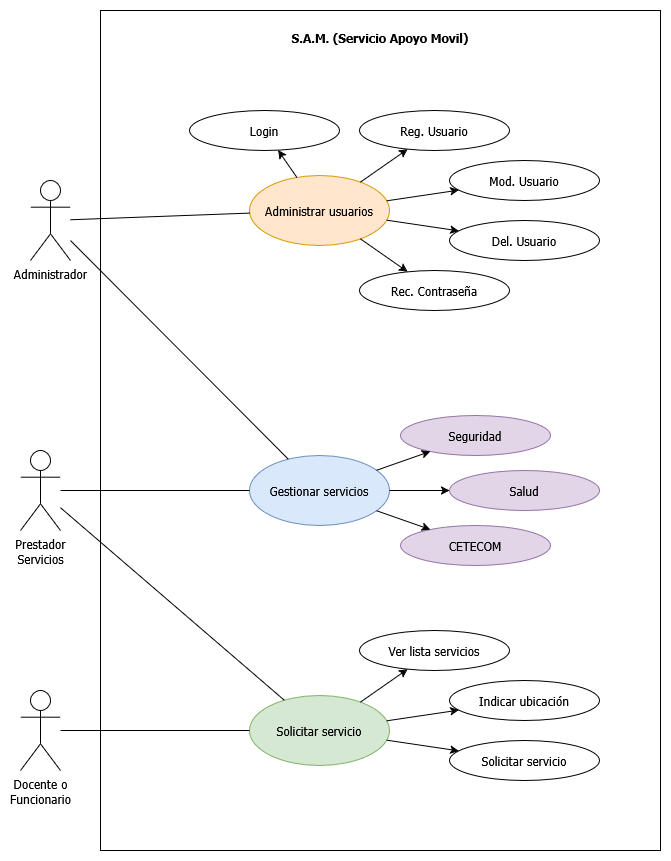 S.A.M. (Servicio Apoyo Movil)
Login
Reg. Usuario
Mod. Usuario
Administrar usuarios
Del. Usuario
Administrador
Rec. Contraseña
Seguridad
Gestionar servicios
Salud
Prestador
Servicios
CETECOM
Ver lista servicios
Indicar ubicación
Solicitar servicio
Solicitar servicio
Docente o
Funcionario